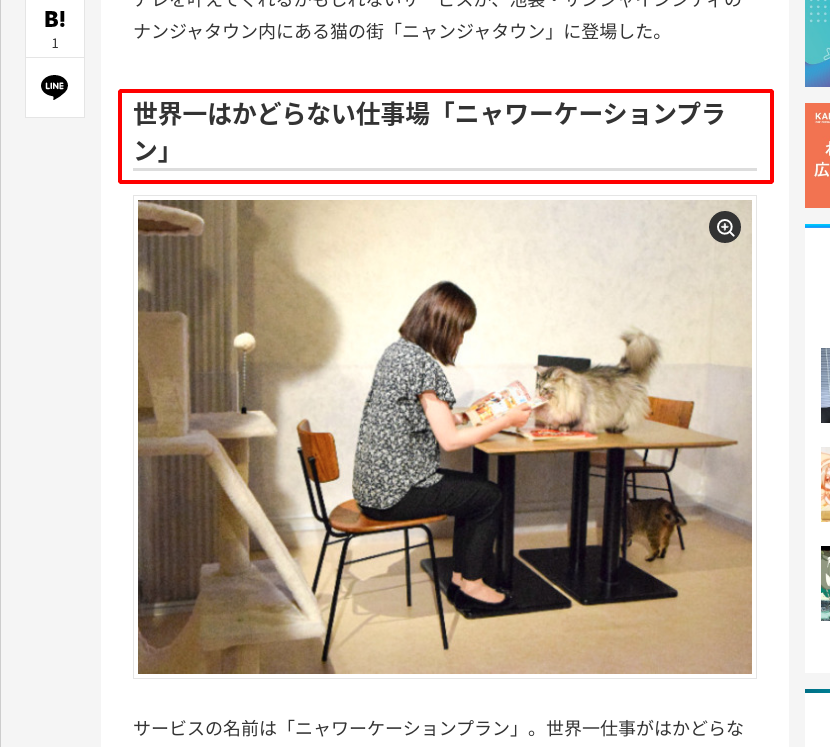 B!
1
LINE
ナンジャタウン内にある猫の街「ニャンジャタウン」に登場した。
世界一はかどらない仕事場「ニャワーケーションプラ
ン」
サービスの名前は「ニャワーケーションプラン」。世界一仕事がはかどらな